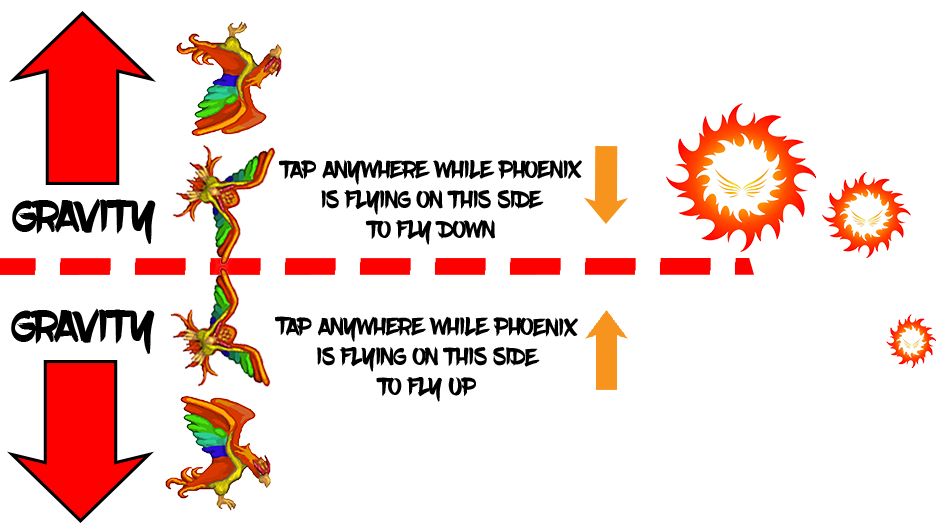 GRAVITY
TAP ANYWHERE WHILE PHOENIX
IS FLYING ON THIS SIDE
TO FLY DOWN
GRAVITY
TAP ANYWHERE WHILE PHOENIX
IS FLYING ON THIS SIDE
TO FLY UP